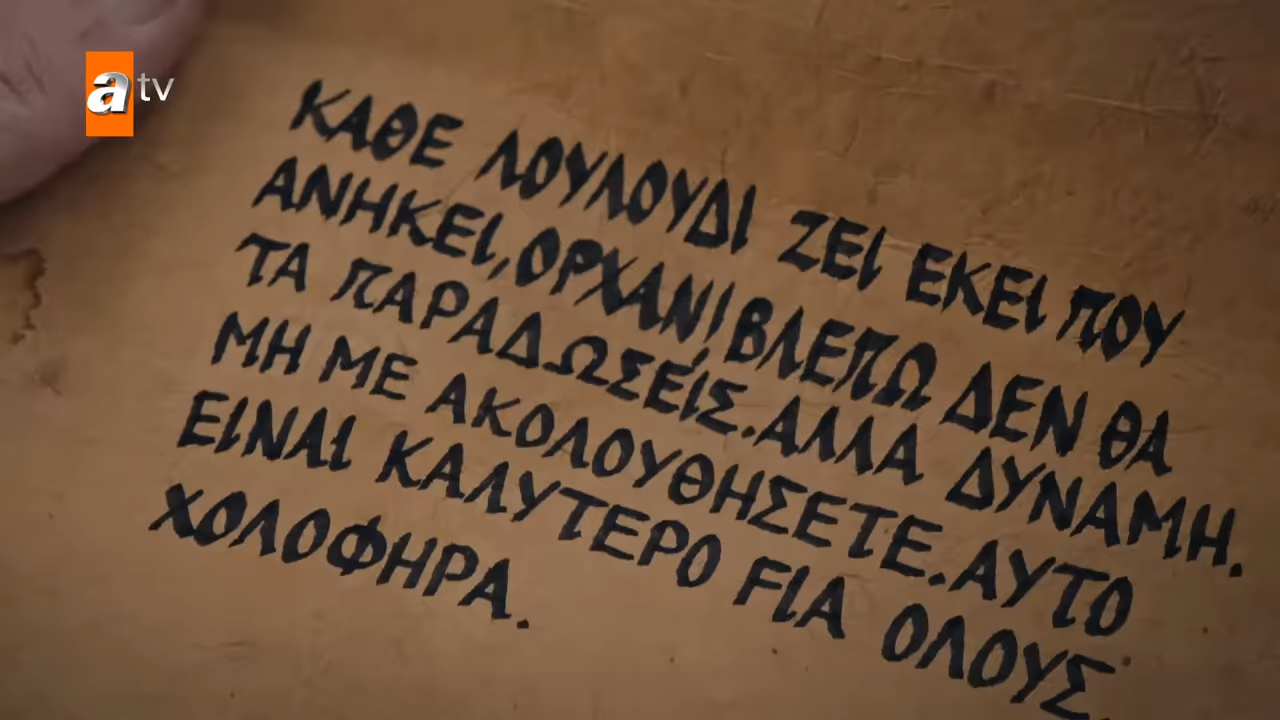 atv
ΚΑΘΕ ΛΟΥΛΟΥΔΙ ΖΕΙ ΕΚΕΙ ΠΟΥ
ΑΝΗΚΕΙ, ΟΡΧΑΝ! ΒΛΕΠΩ ΔΕΝ ΘΑ
ΤΑ ΠΑΡΑΔΩΣΕΙΣ. ΑΛΛΑ ΔΥΝΑΜΗ.
ΜΗ ΜΕ ΑΚΟΛΟΥΘΗΣΕΤΕ. ΑΥΤΟ
ΕΙΝΑΙ ΚΑΛΥΤΕΡΟ FΙΑ ΟΛΟΥΣ.
ΧΟΛΟΦΗΡΑ.